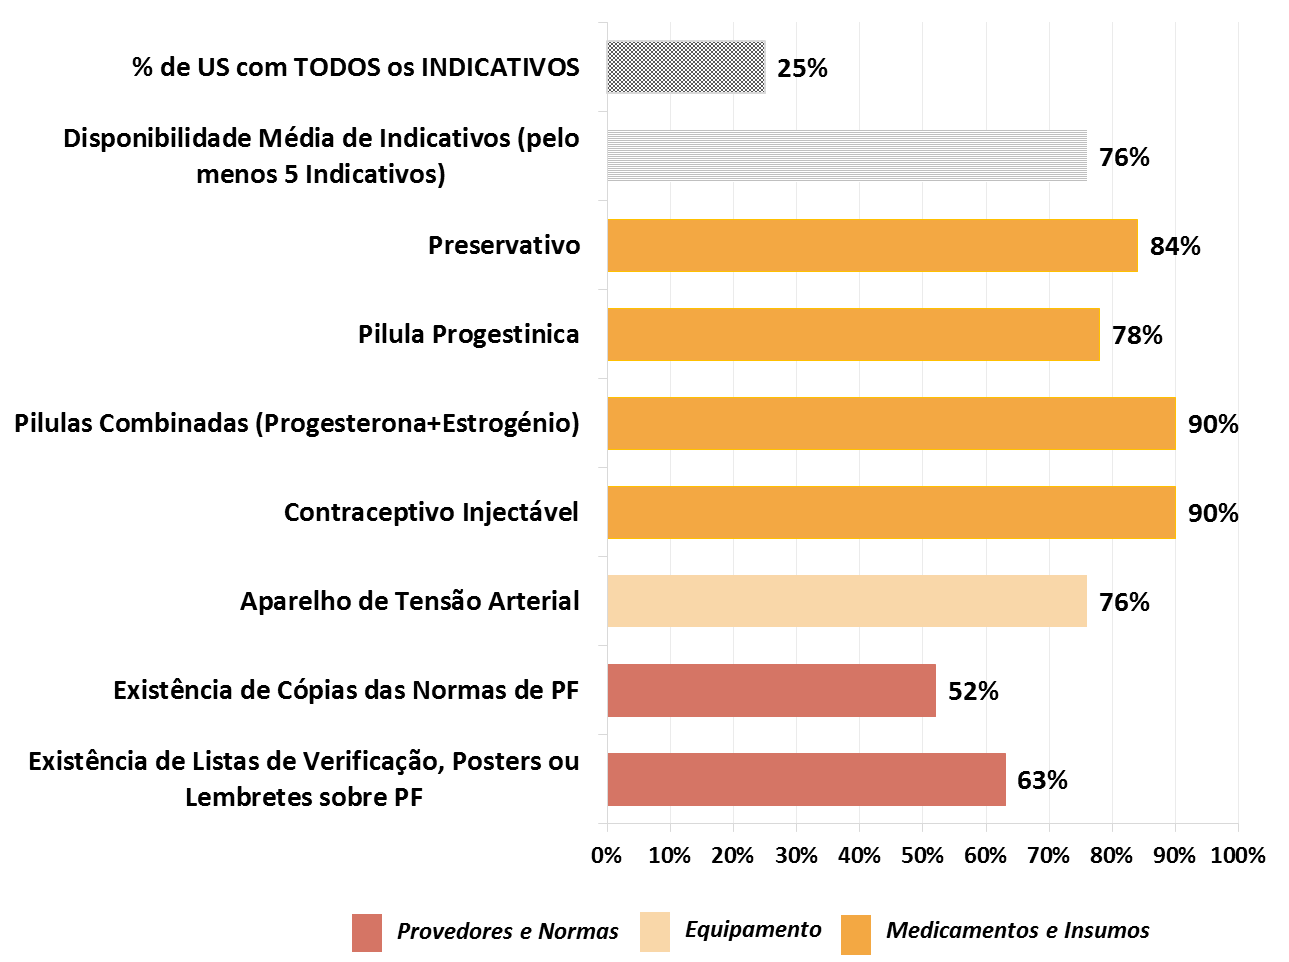 % de US com TODOS os INDICATIVOS
25%
Disponibilidade Média de Indicativos (pelo
menos 5 Indicativos)
76%
Preservativo
84%
Pilula Progestinica
78%
Pilulas Combinadas (Progesterona+Estrogénio)
90%
Contraceptivo Injectável
90%
Aparelho de Tensão Arterial
76%
Existência de Cópias das Normas de PF
52%
Existência de Listas de Verificação, Posters ou
Lembretes sobre PF
63%
0% 10% 20% 30% 40% 50% 60% 70% 80% 90% 100%
Provedores e Normas Equipamento Medicamentos e Insumos